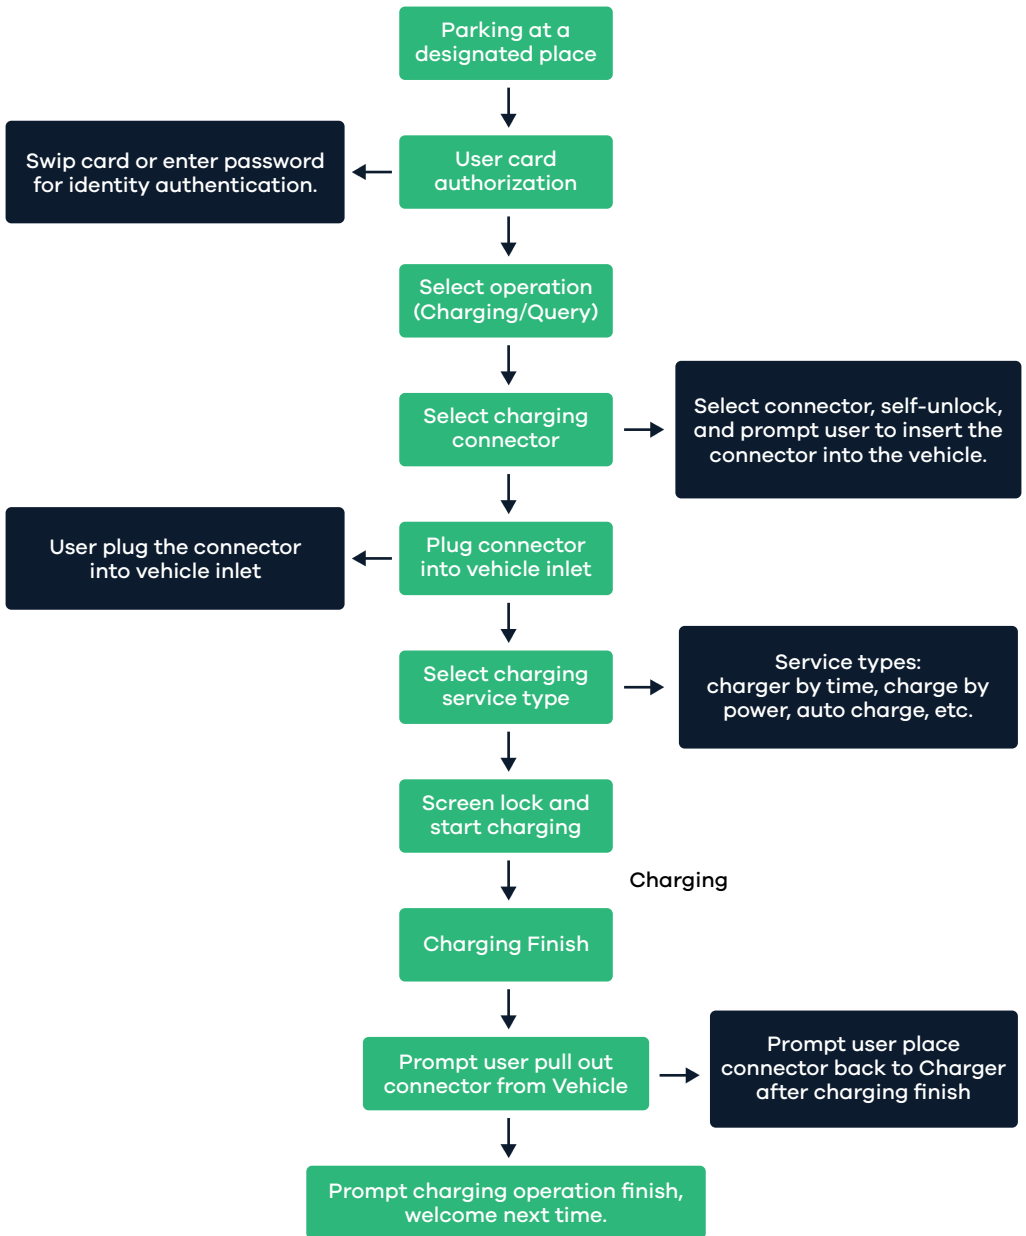 Parking at a
designated place
Swip card or enter password
for identity authentication.
User card
authorization
Select operation
(Charging/Query)
Select charging
connector
Select connector, self-unlock,
and prompt user to insert the
connector into the vehicle.
User plug the connector
into vehicle inlet
Plug connector
into vehicle inlet
Select charging
service type
Service types:
charger by time, charge by
power, auto charge, etc.
Screen lock and
start charging
Charging
Charging Finish
Prompt user pull out
connector from Vehicle
Prompt user place
connector back to Charger
after charging finish
Prompt charging operation finish,
welcome next time.